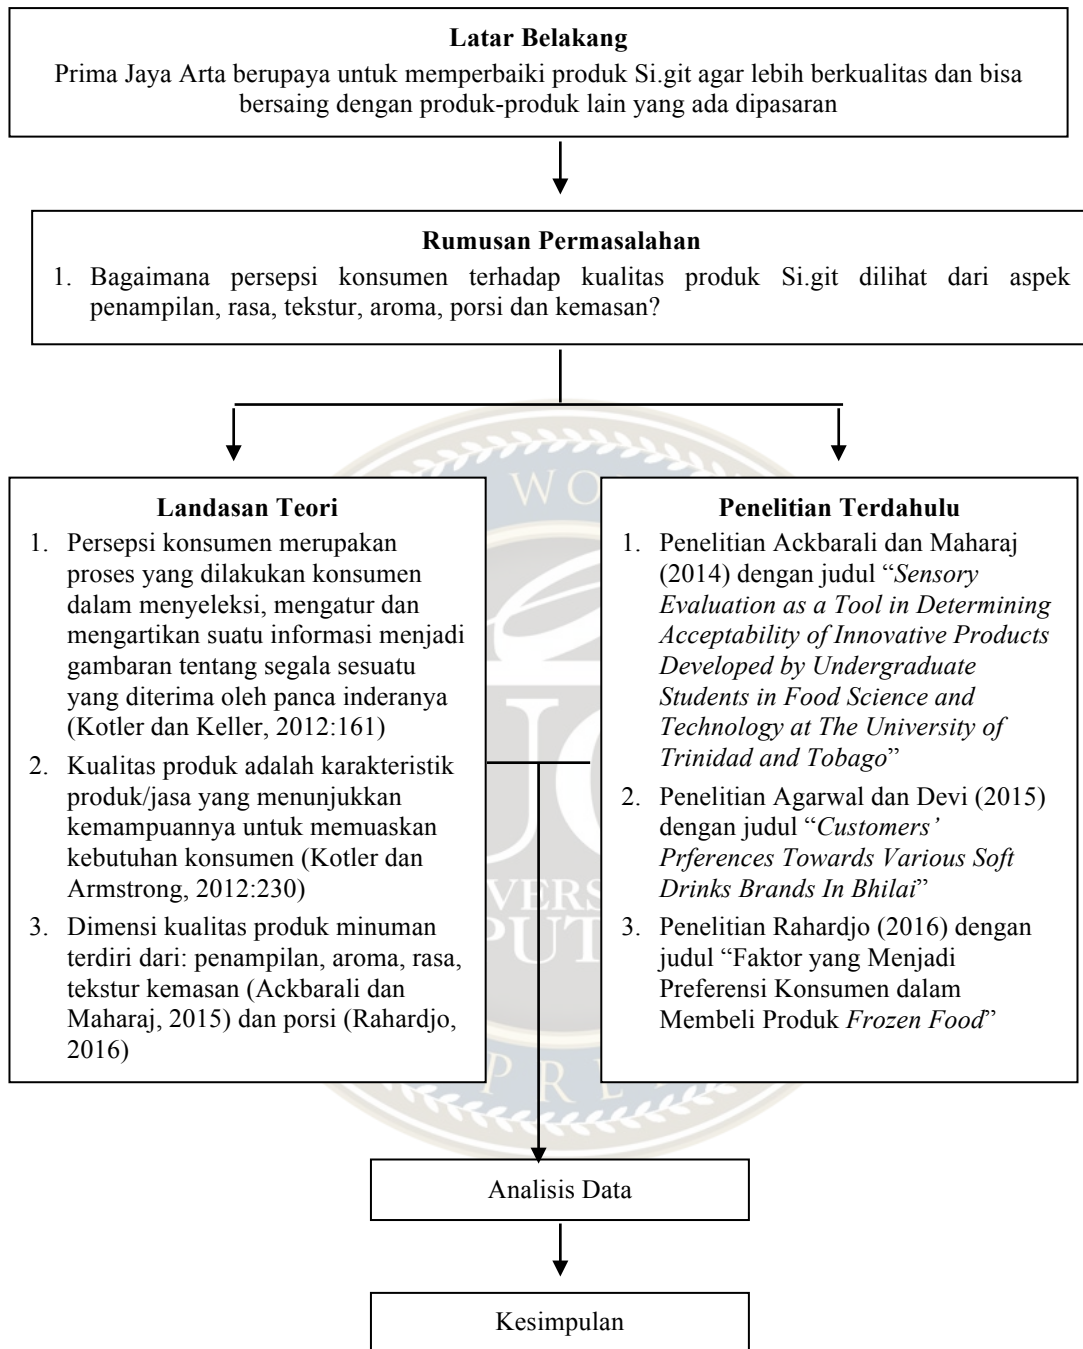 Latar Belakang
Prima Jaya Arta berupaya untuk memperbaiki produk Si.git agar lebih berkualitas dan bisa
bersaing dengan produk-produk lain yang ada dipasaran
Rumusan Permasalahan
1. Bagaimana persepsi konsumen terhadap kualitas produk Si.git dilihat dari aspek
penampilan, rasa, tekstur, aroma, porsi dan kemasan?
Landasan Teori
1. Persepsi konsumen merupakan
proses yang dilakukan konsumen
dalam menyeleksi, mengatur dan
mengartikan suatu informasi menjadi
gambaran tentang segala sesuatu
yang diterima oleh panca inderanya
(Kotler dan Keller, 2012:161)
2. Kualitas produk adalah karakteristik
produk/jasa yang menunjukkan
kemampuannya untuk memuaskan
kebutuhan konsumen (Kotler dan
Armstrong, 2012:230)
3. Dimensi kualitas produk minuman
terdiri dari: penampilan, aroma, rasa,
tekstur kemasan (Ackbarali dan
Maharaj, 2015) dan porsi (Rahardjo,
2016)
Penelitian Terdahulu
1. Penelitian Ackbarali dan Maharaj
(2014) dengan judul “Sensory
Evaluation as a Tool in Determining
Acceptability of Innovative Products
Developed by Undergraduate
Students in Food Science and
Technology at The University of
Trinidad and Tobago”
2. Penelitian Agarwal dan Devi (2015)
dengan judul “Customers’
Prferences Towards Various Soft
Drinks Brands In Bhilai”
3. Penelitian Rahardjo (2016) dengan
judul “Faktor yang Menjadi
Preferensi Konsumen dalam
Membeli Produk Frozen Food”
Analisis Data
Kesimpulan